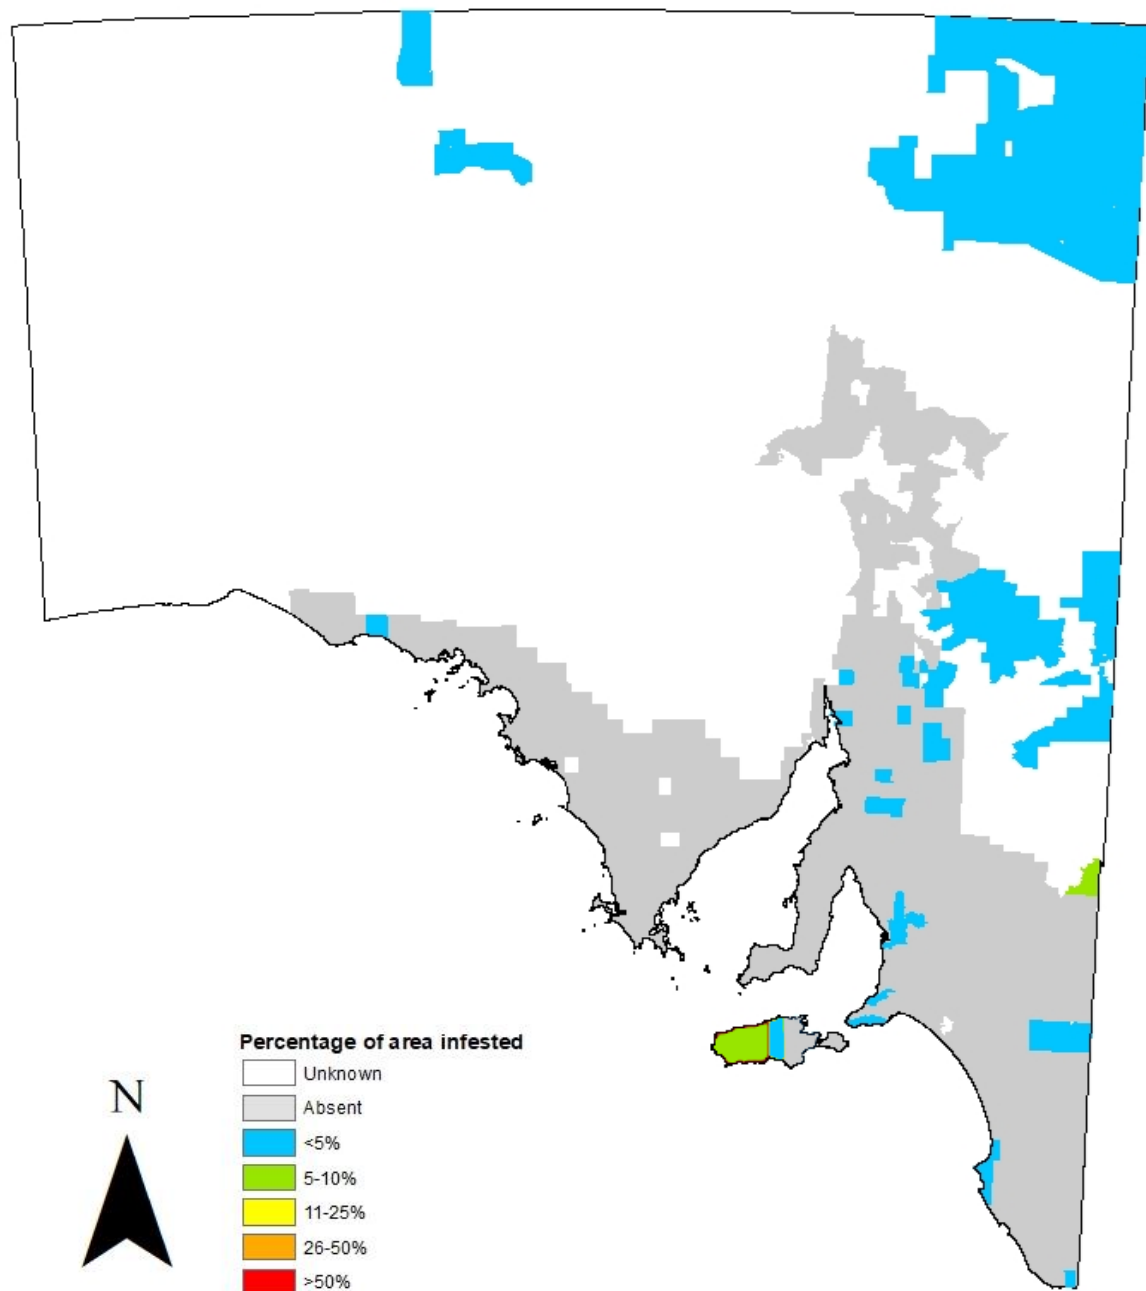 Percentage of area infested
Unknown
Absent
<5%
5-10%
11-25%
26-50%
>50%
N